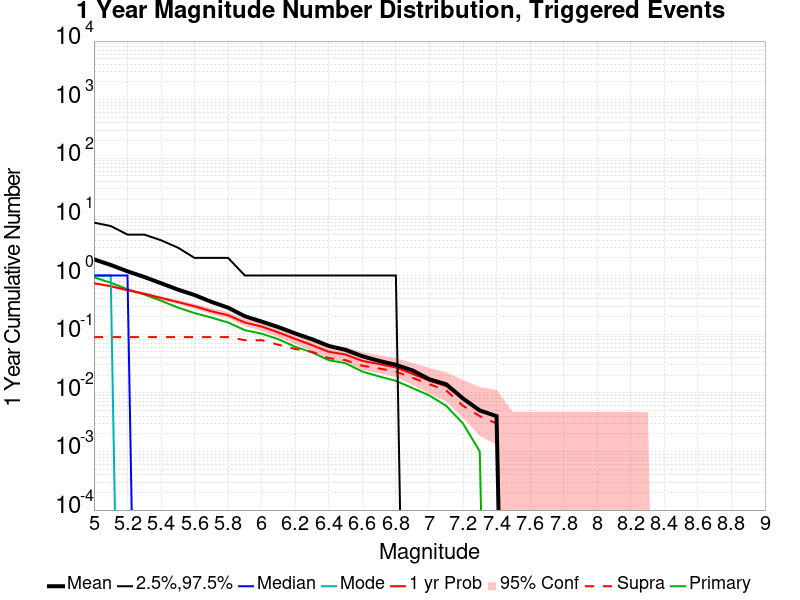 1 Year Magnitude Number Distribution, Triggered Events
10 4
10 3
10 2
10 1
10 0
10 -1
10 -2
10 -3
10 -4
1 Year Cumulative Number
5 5.2 5.4 5.6 5.8 6 6.2 6.4 6.6 6.8 7 7.2 7.4 7.6 7.8 8 8.2 8.4 8.6 8.8 9
Magnitude
Mean 2.5%,97.5% Median Mode 1 yr Prob 95% Conf Supra Primary